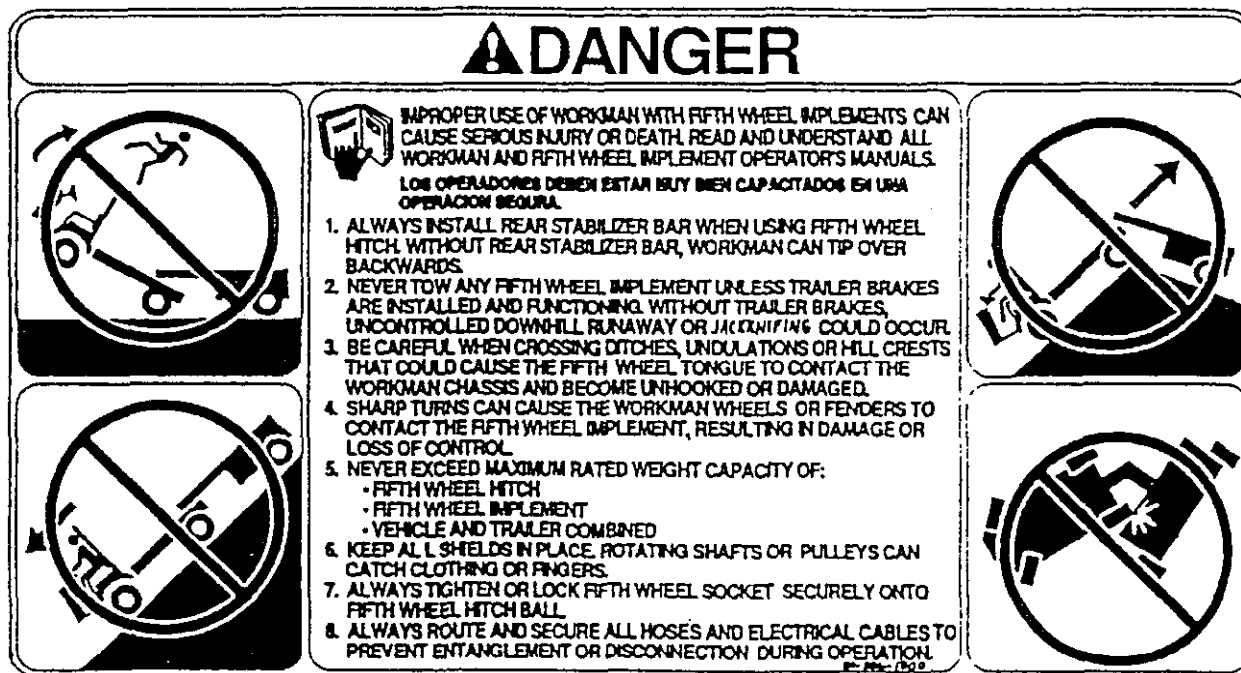 DANGER
IMPROPER USE OF WORKMAN WITH FIFTH WHEEL IMPLEMENTS CAN
CAUSE SERIOUS INJURY OR DEATH. READ AND UNDERSTAND ALL
WORKMAN AND FIFTH WHEEL IMPLEMENT OPERATOR'S MANUALS.
LOS OPERADORES DEBEN ESTAR MUY BIEN CAPACITADOS EN UNA
OPERACION SEGURA.
1. ALWAYS INSTALL REAR STABILIZER BAR WHEN USING FIFTH WHEEL
HITCH. WITHOUT REAR STABILIZER BAR, WORKMAN CAN TIP OVER
BACKWARDS.
2. NEVER TOW ANY FIFTH WHEEL IMPLEMENT UNLESS TRAILER BRAKES
ARE INSTALLED AND FUNCTIONING. WITHOUT TRAILER BRAKES,
UNCONTROLLED DOWNHILL RUNAWAY OR JACKKNIFING COULD OCCUR.
3. BE CAREFUL WHEN CROSSING DITCHES, UNDULATIONS OR HILL CRESTS
THAT COULD CAUSE THE FIFTH WHEEL TONGUE TO CONTACT THE
WORKMAN CHASSIS AND BECOME UNHOOKED OR DAMAGED.
4. SHARP TURNS CAN CAUSE THE WORKMAN WHEELS OR FENDERS TO
CONTACT THE FIFTH WHEEL IMPLEMENT, RESULTING IN DAMAGE OR
LOSS OF CONTROL.
5. NEVER EXCEED MAXIMUM RATED WEIGHT CAPACITY OF:
• FIFTH WHEEL HITCH
• FIFTH WHEEL IMPLEMENT
• VEHICLE AND TRAILER COMBINED
6. KEEP ALL SHIELDS IN PLACE. ROTATING SHAFTS OR PULLEYS CAN
CATCH CLOTHING OR FINGERS.
7. ALWAYS TIGHTEN OR LOCK FIFTH WHEEL SOCKET SECURELY ONTO
FIFTH WHEEL HITCH BALL.
8. ALWAYS ROUTE AND SECURE ALL HOSES AND ELECTRICAL CABLES TO
PREVENT ENTANGLEMENT OR DISCONNECTION DURING OPERATION.